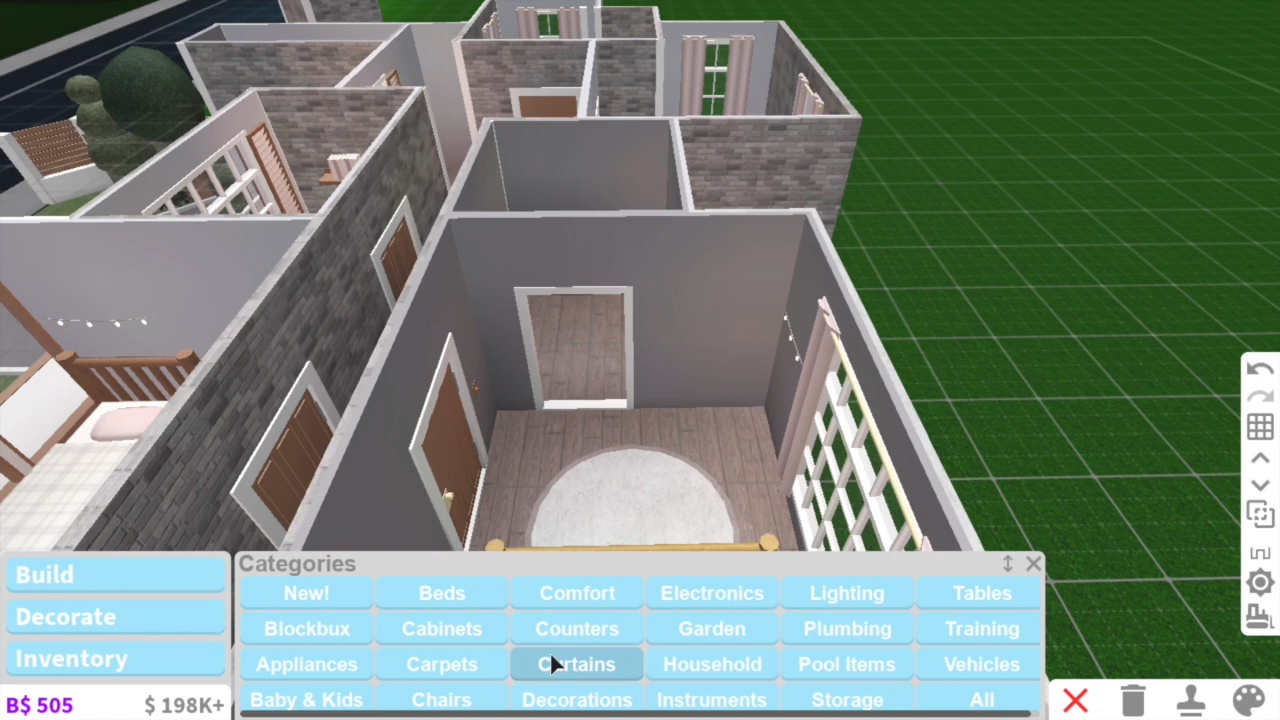 Categories
New! Beds Comfort Electronics Lighting Tables
Build
Blockbux Cabinets Counters Garden Plumbing Training
Decorate
Appliances Carpets Curtains Household Pool Items Vehicles
Inventory
Baby & Kids Chairs Decorations Instruments Storage All
B$ 505 $ 198K+